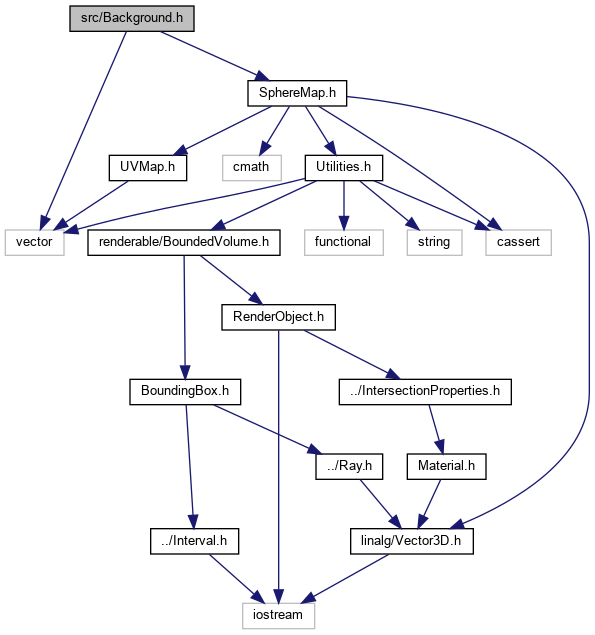 src/Background.h
SphereMap.h
UVMap.h
cmath
Utilities.h
vector
renderable/BoundedVolume.h
functional
string
cassert
RenderObject.h
BoundingBox.h
../IntersectionProperties.h
../Ray.h
Material.h
../Interval.h
linalg/Vector3D.h
iostream